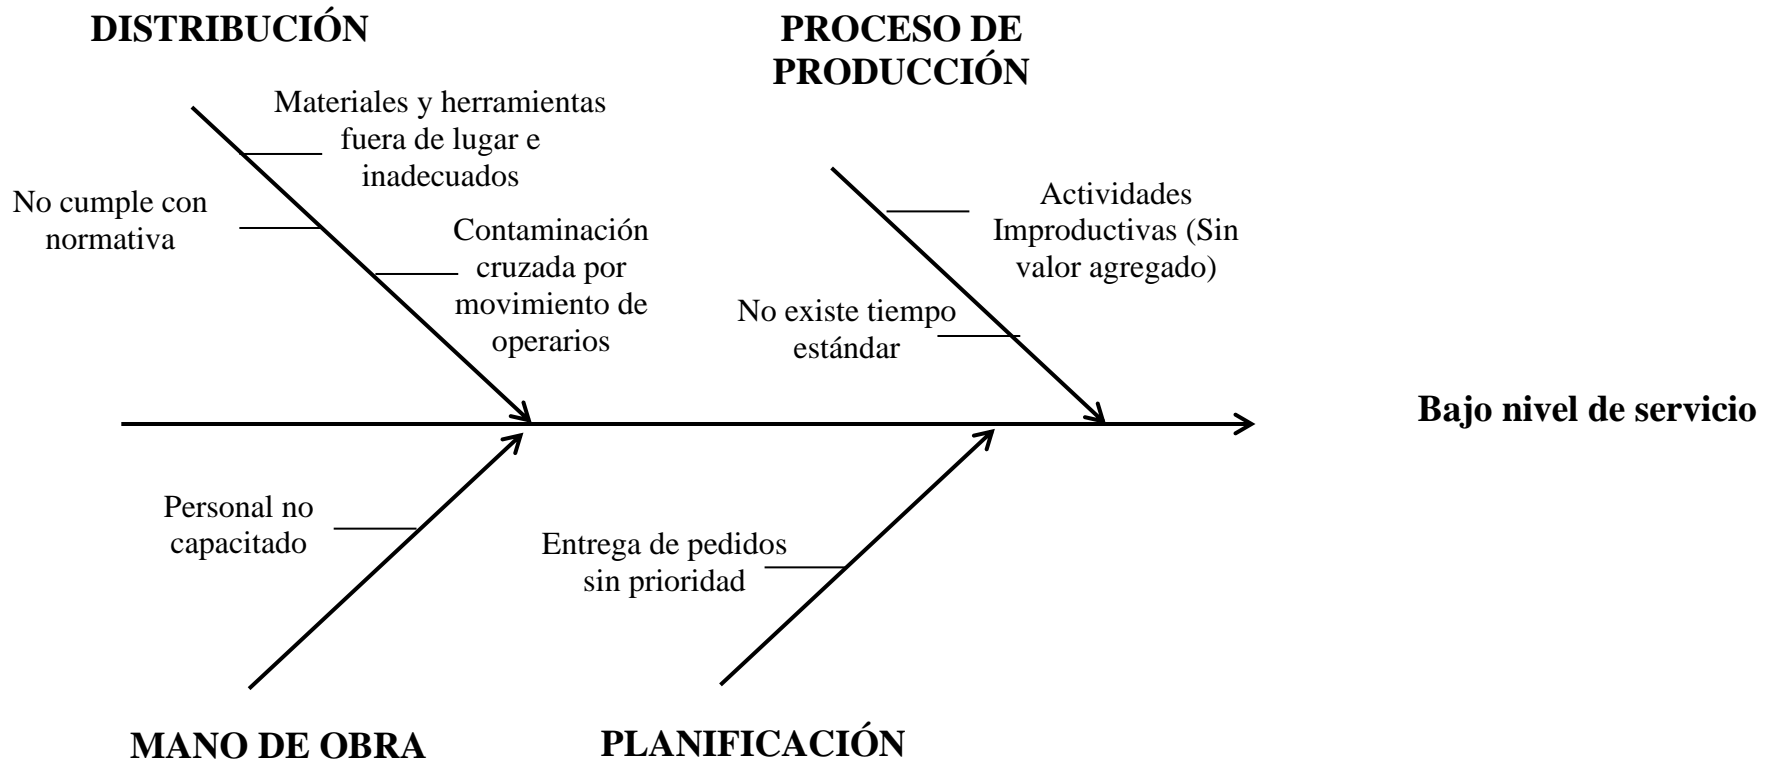 DISTRIBUCIÓN
PROCESO DE
PRODUCCIÓN
Materiales y herramientas
fuera de lugar e
inadecuados
No cumple con
normativa
Contaminación
cruzada por
movimiento de
operarios
Actividades
Improductivas (Sin
valor agregado)
No existe tiempo
estándar
Bajo nivel de servicio
Personal no
capacitado
Entrega de pedidos
sin prioridad
MANO DE OBRA
PLANIFICACIÓN